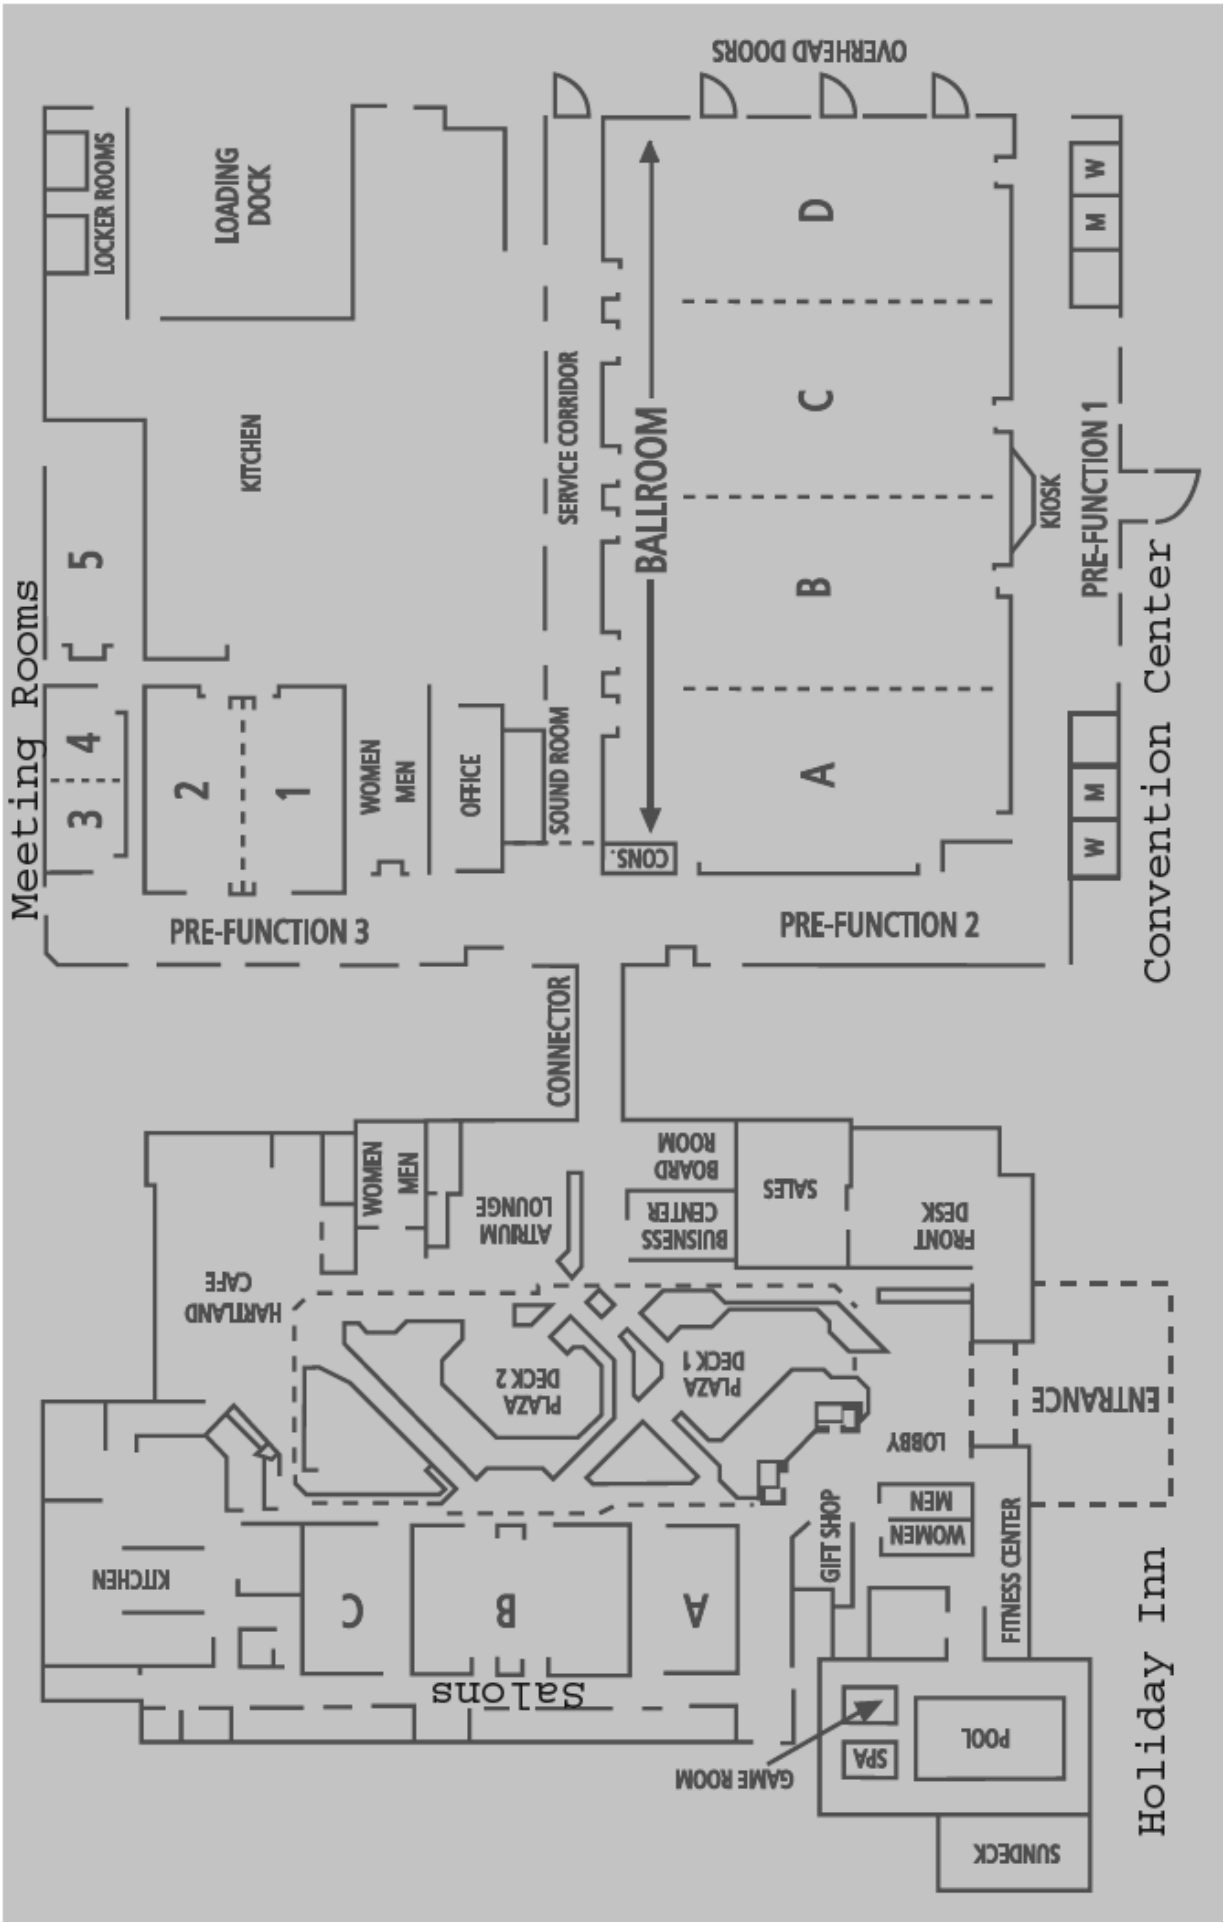 OVERHEAD DOORS
LOCKER ROOMS
LOADING
DOCK
W
M
D
SERVICE CORRIDOR
C
KITCHEN
BALLROOM
PRE-FUNCTION 1
KIOSK
5
B
Meeting Rooms
Convention Center
4
3
2
1
WOMEN
MEN
OFFICE
SOUND ROOM
A
M
W
CONS.
PRE-FUNCTION 3
PRE-FUNCTION 2
CONNECTOR
WOMEN
MEN
ATRIUM
LOUNGE
BOARD
ROOM
BUISNESS
CENTER
SALES
FRONT
DESK
HARTLAND
CAFE
PLAZA
DECK 2
PLAZA
DECK 1
ENTRANCE
LOBBY
MEN
WOMEN
GIFT SHOP
FITNESS CENTER
KITCHEN
C
B
A
Salons
GAME ROOM
SPA
POOL
SUNDECK
Holiday Inn